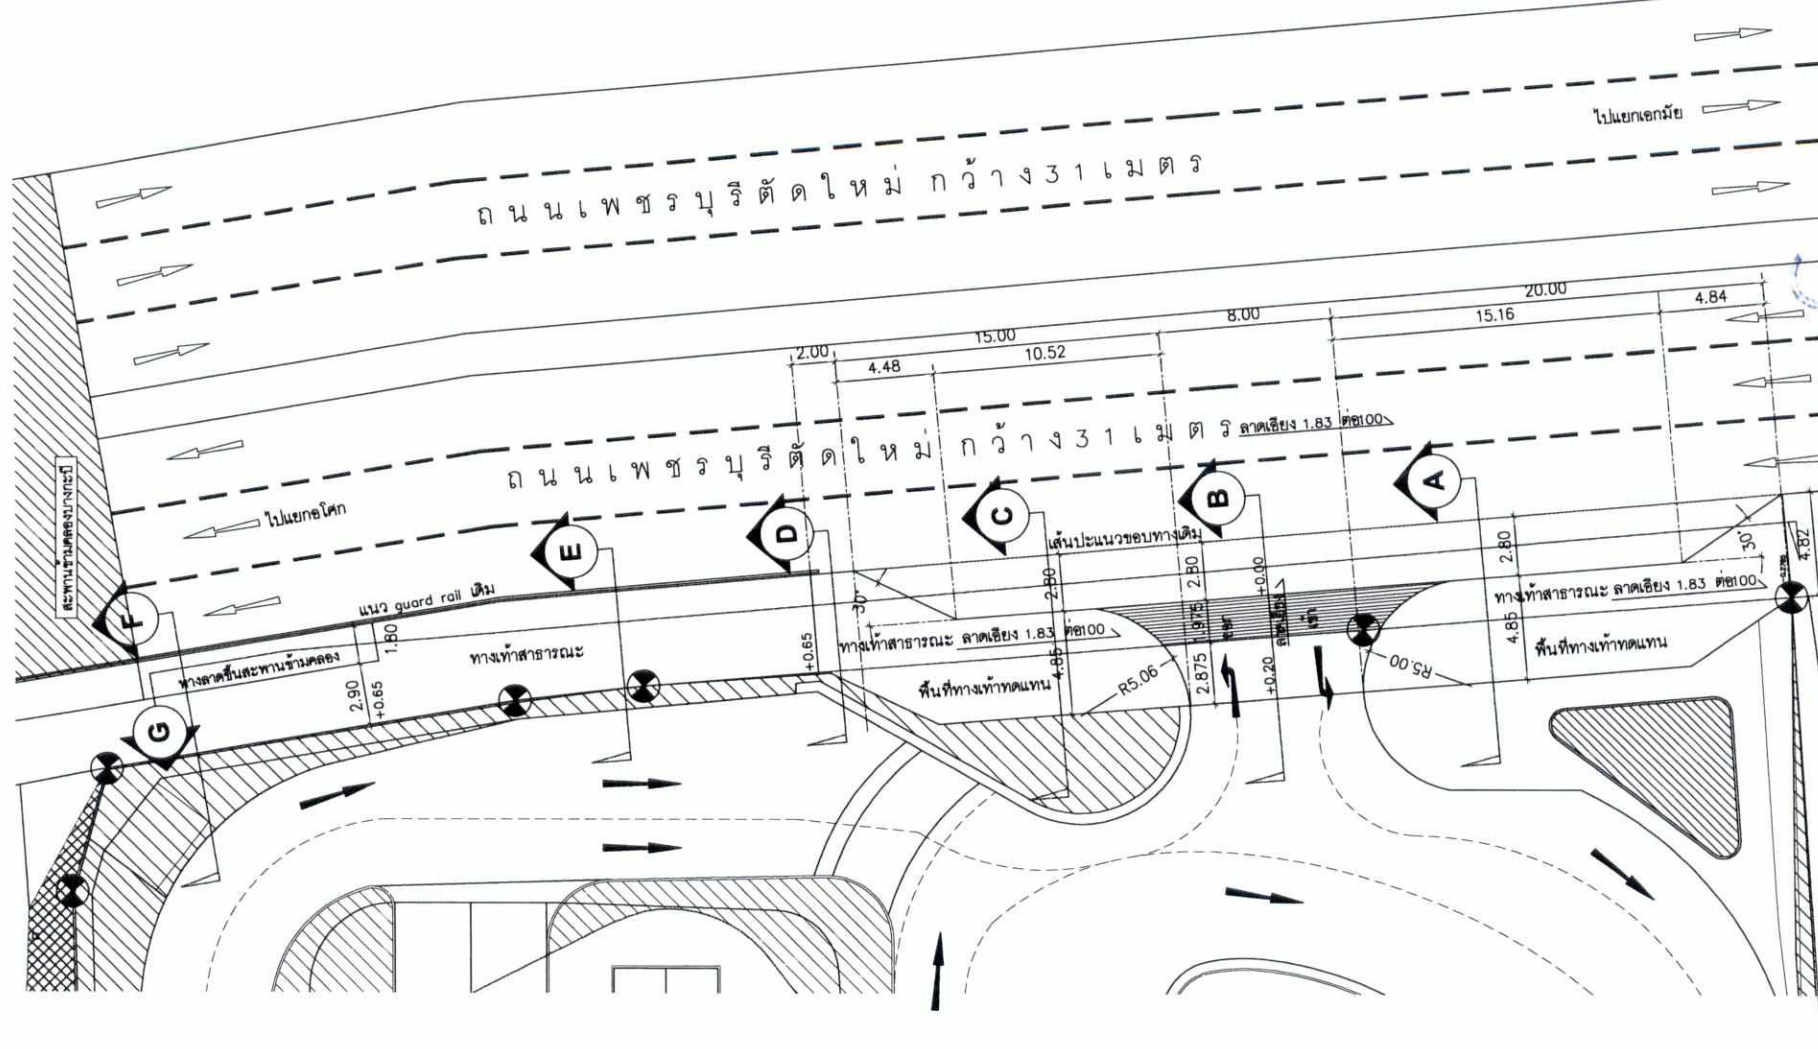 ไปแยกเอกมัย
ถนนเพชรบุรีตัดใหม่ กว้าง31เมตร
20.00
15.16
4.84
8.00
15.00
2.00
4.48
10.52
ถนนเพชรบุรีตัดใหม่ กว้าง31เมตร
ลาดเอียง 1.83 ต่อ100
ไปแยกอโศก
สะพานข้ามคลองบางกะปิ
A
B
C
D
E
F
G
เส้นปะแนวขอบทางเดิม
แนว guard rail เดิม
ทางลาดขึ้นสะพานข้ามคลอง
ทางเท้าสาธารณะ
1.80
2.90
+0.65
+0.65
30°
ทางเท้าสาธารณะ ลาดเอียง 1.83 ต่อ100
พื้นที่ทางเท้าทดแทน
2.80
4.85
R5.06
2.80
1.975
2.875
ออก
+0.00
ลาดเอียง
+0.20
เข้า
R5.00
2.80
4.85
ทางเท้าสาธารณะ ลาดเอียง 1.83 ต่อ100
พื้นที่ทางเท้าทดแทน
30°
4.82